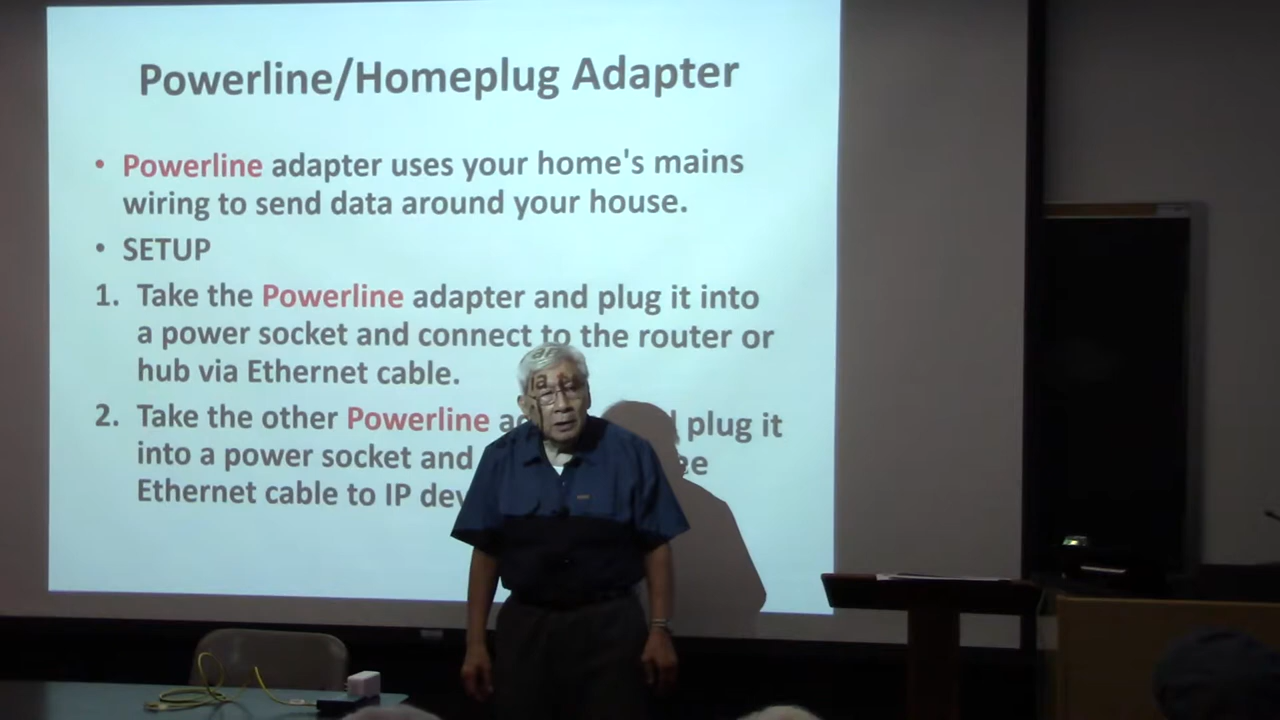 Powerline/Homeplug Adapter
• Powerline adapter uses your home's mains
wiring to send data around your house.
• SETUP
1. Take the Powerline adapter and plug it into
a power socket and connect to the router or
hub via Ethernet cable.
2. Take the other Powerline plug it
into a power socket and
Ethernet cable to IP